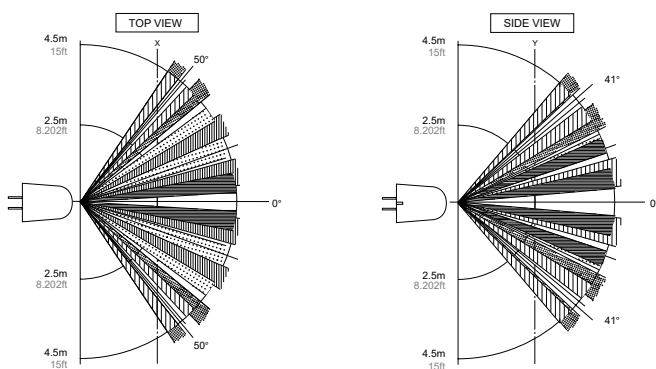 TOP VIEW
4.5m
15ft
X
50°
2.5m
8.202ft
0°
2.5m
8.202ft
50°
4.5m
15ft
SIDE VIEW
4.5m
15ft
Y
41°
2.5m
8.202ft
0
2.5m
8.202ft
41°
4.5m
15ft